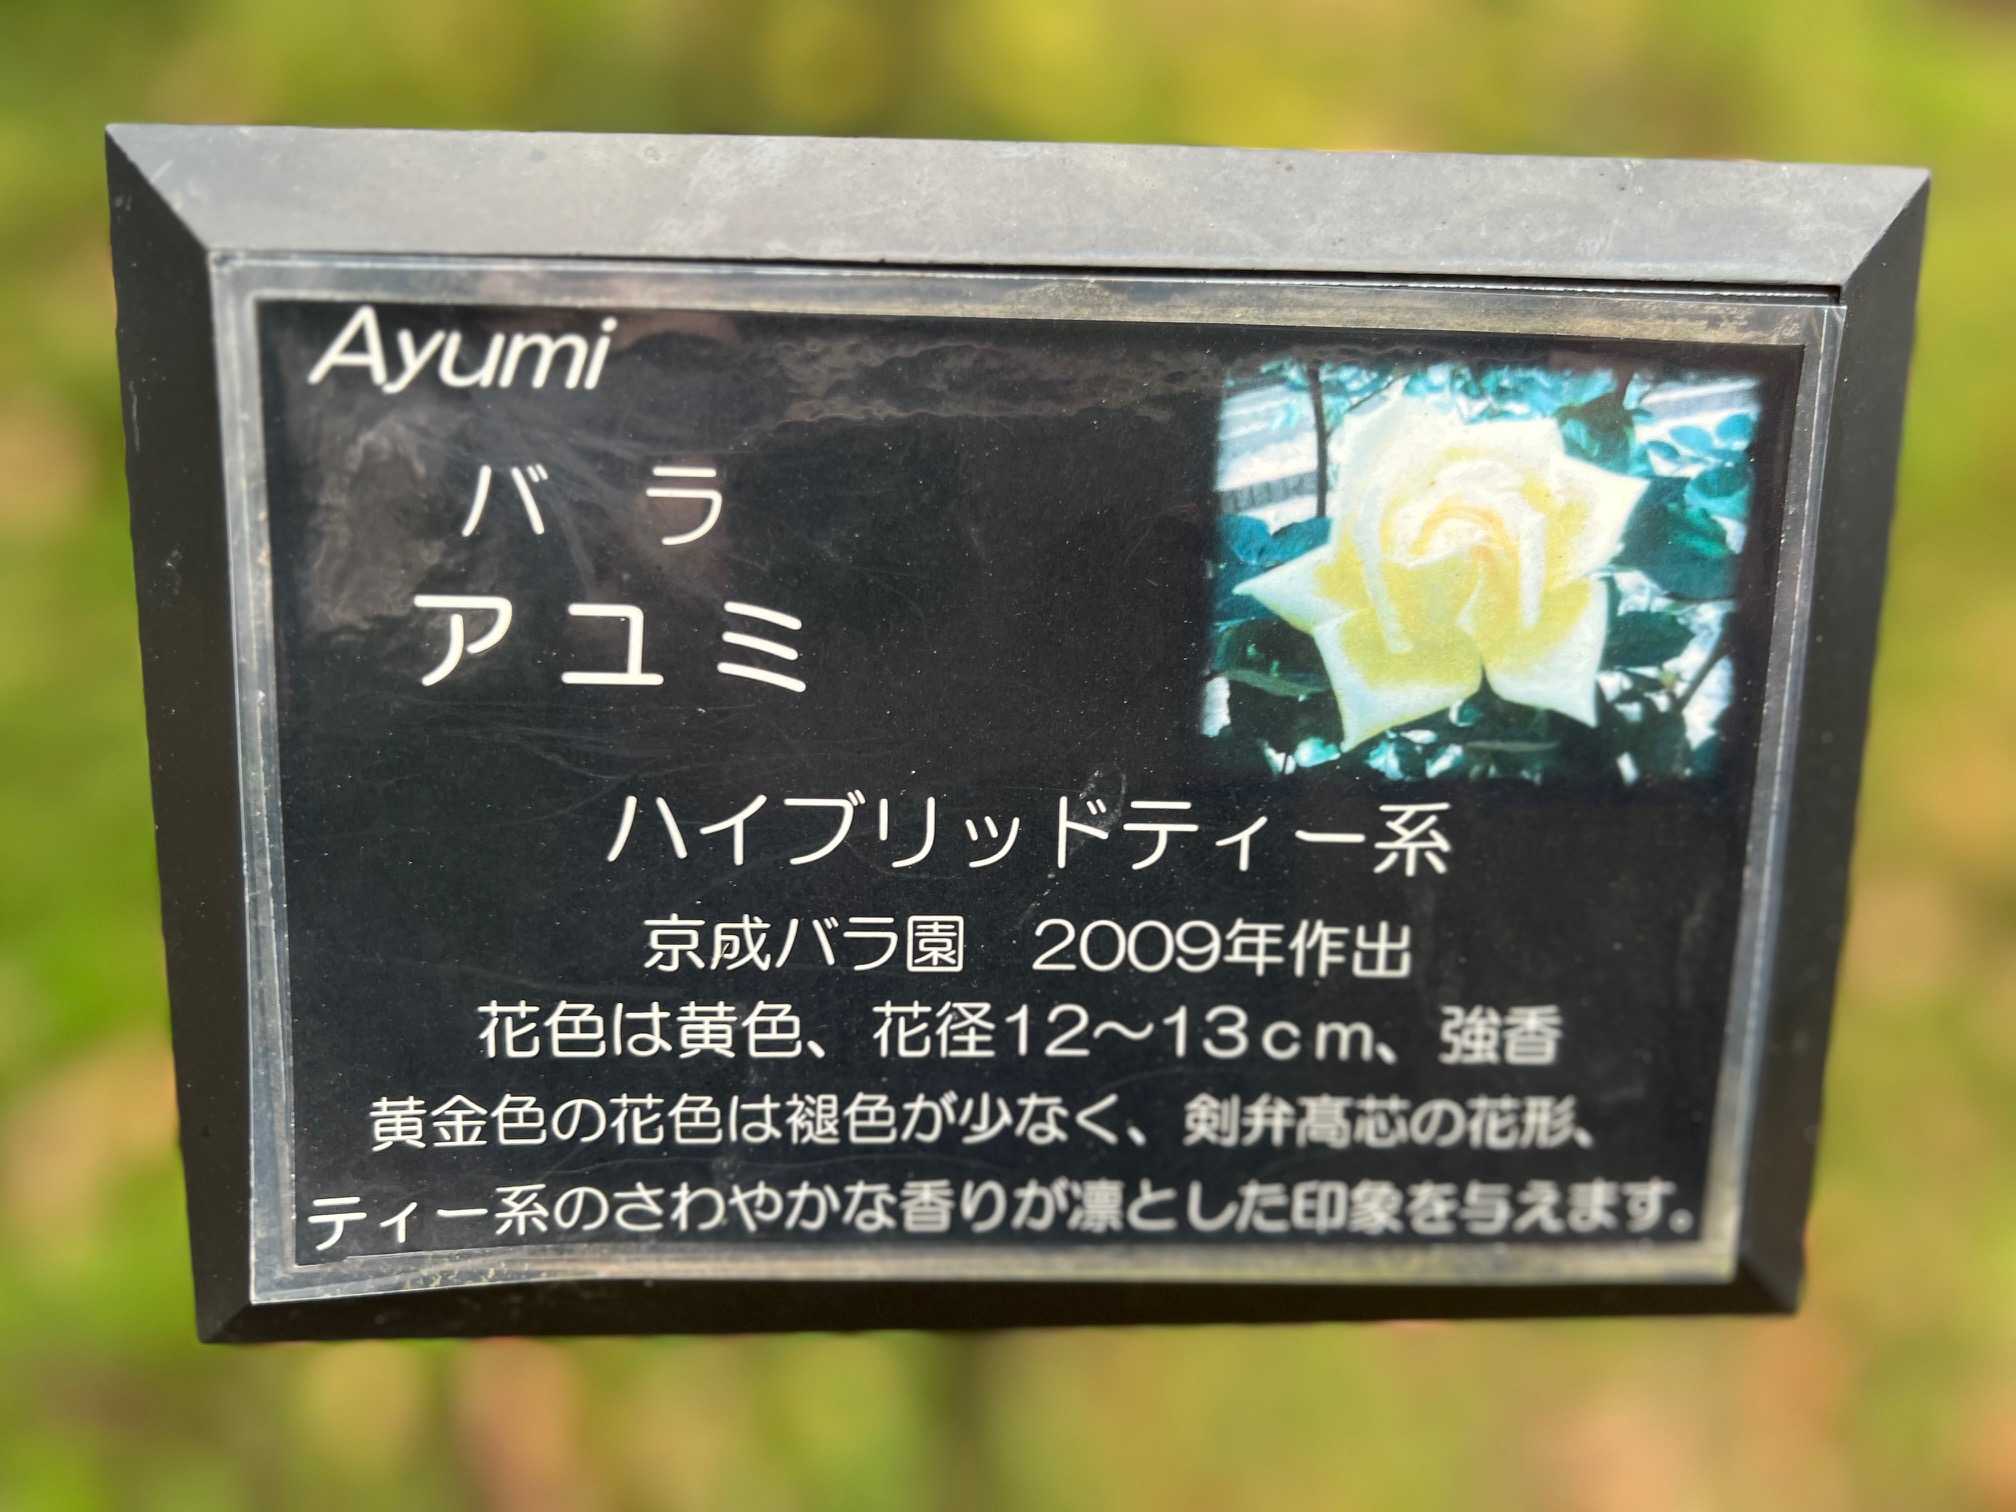 Ayumi
バラ
アユミ
ハイブリッドティー系
京成バラ園　2009年作出
花色は黄色、花径12～13cm、強香
黄金色の花色は褪色が少なく、剣弁高芯の花形、
ティー系のさわやかな香りが凛とした印象を与えます。